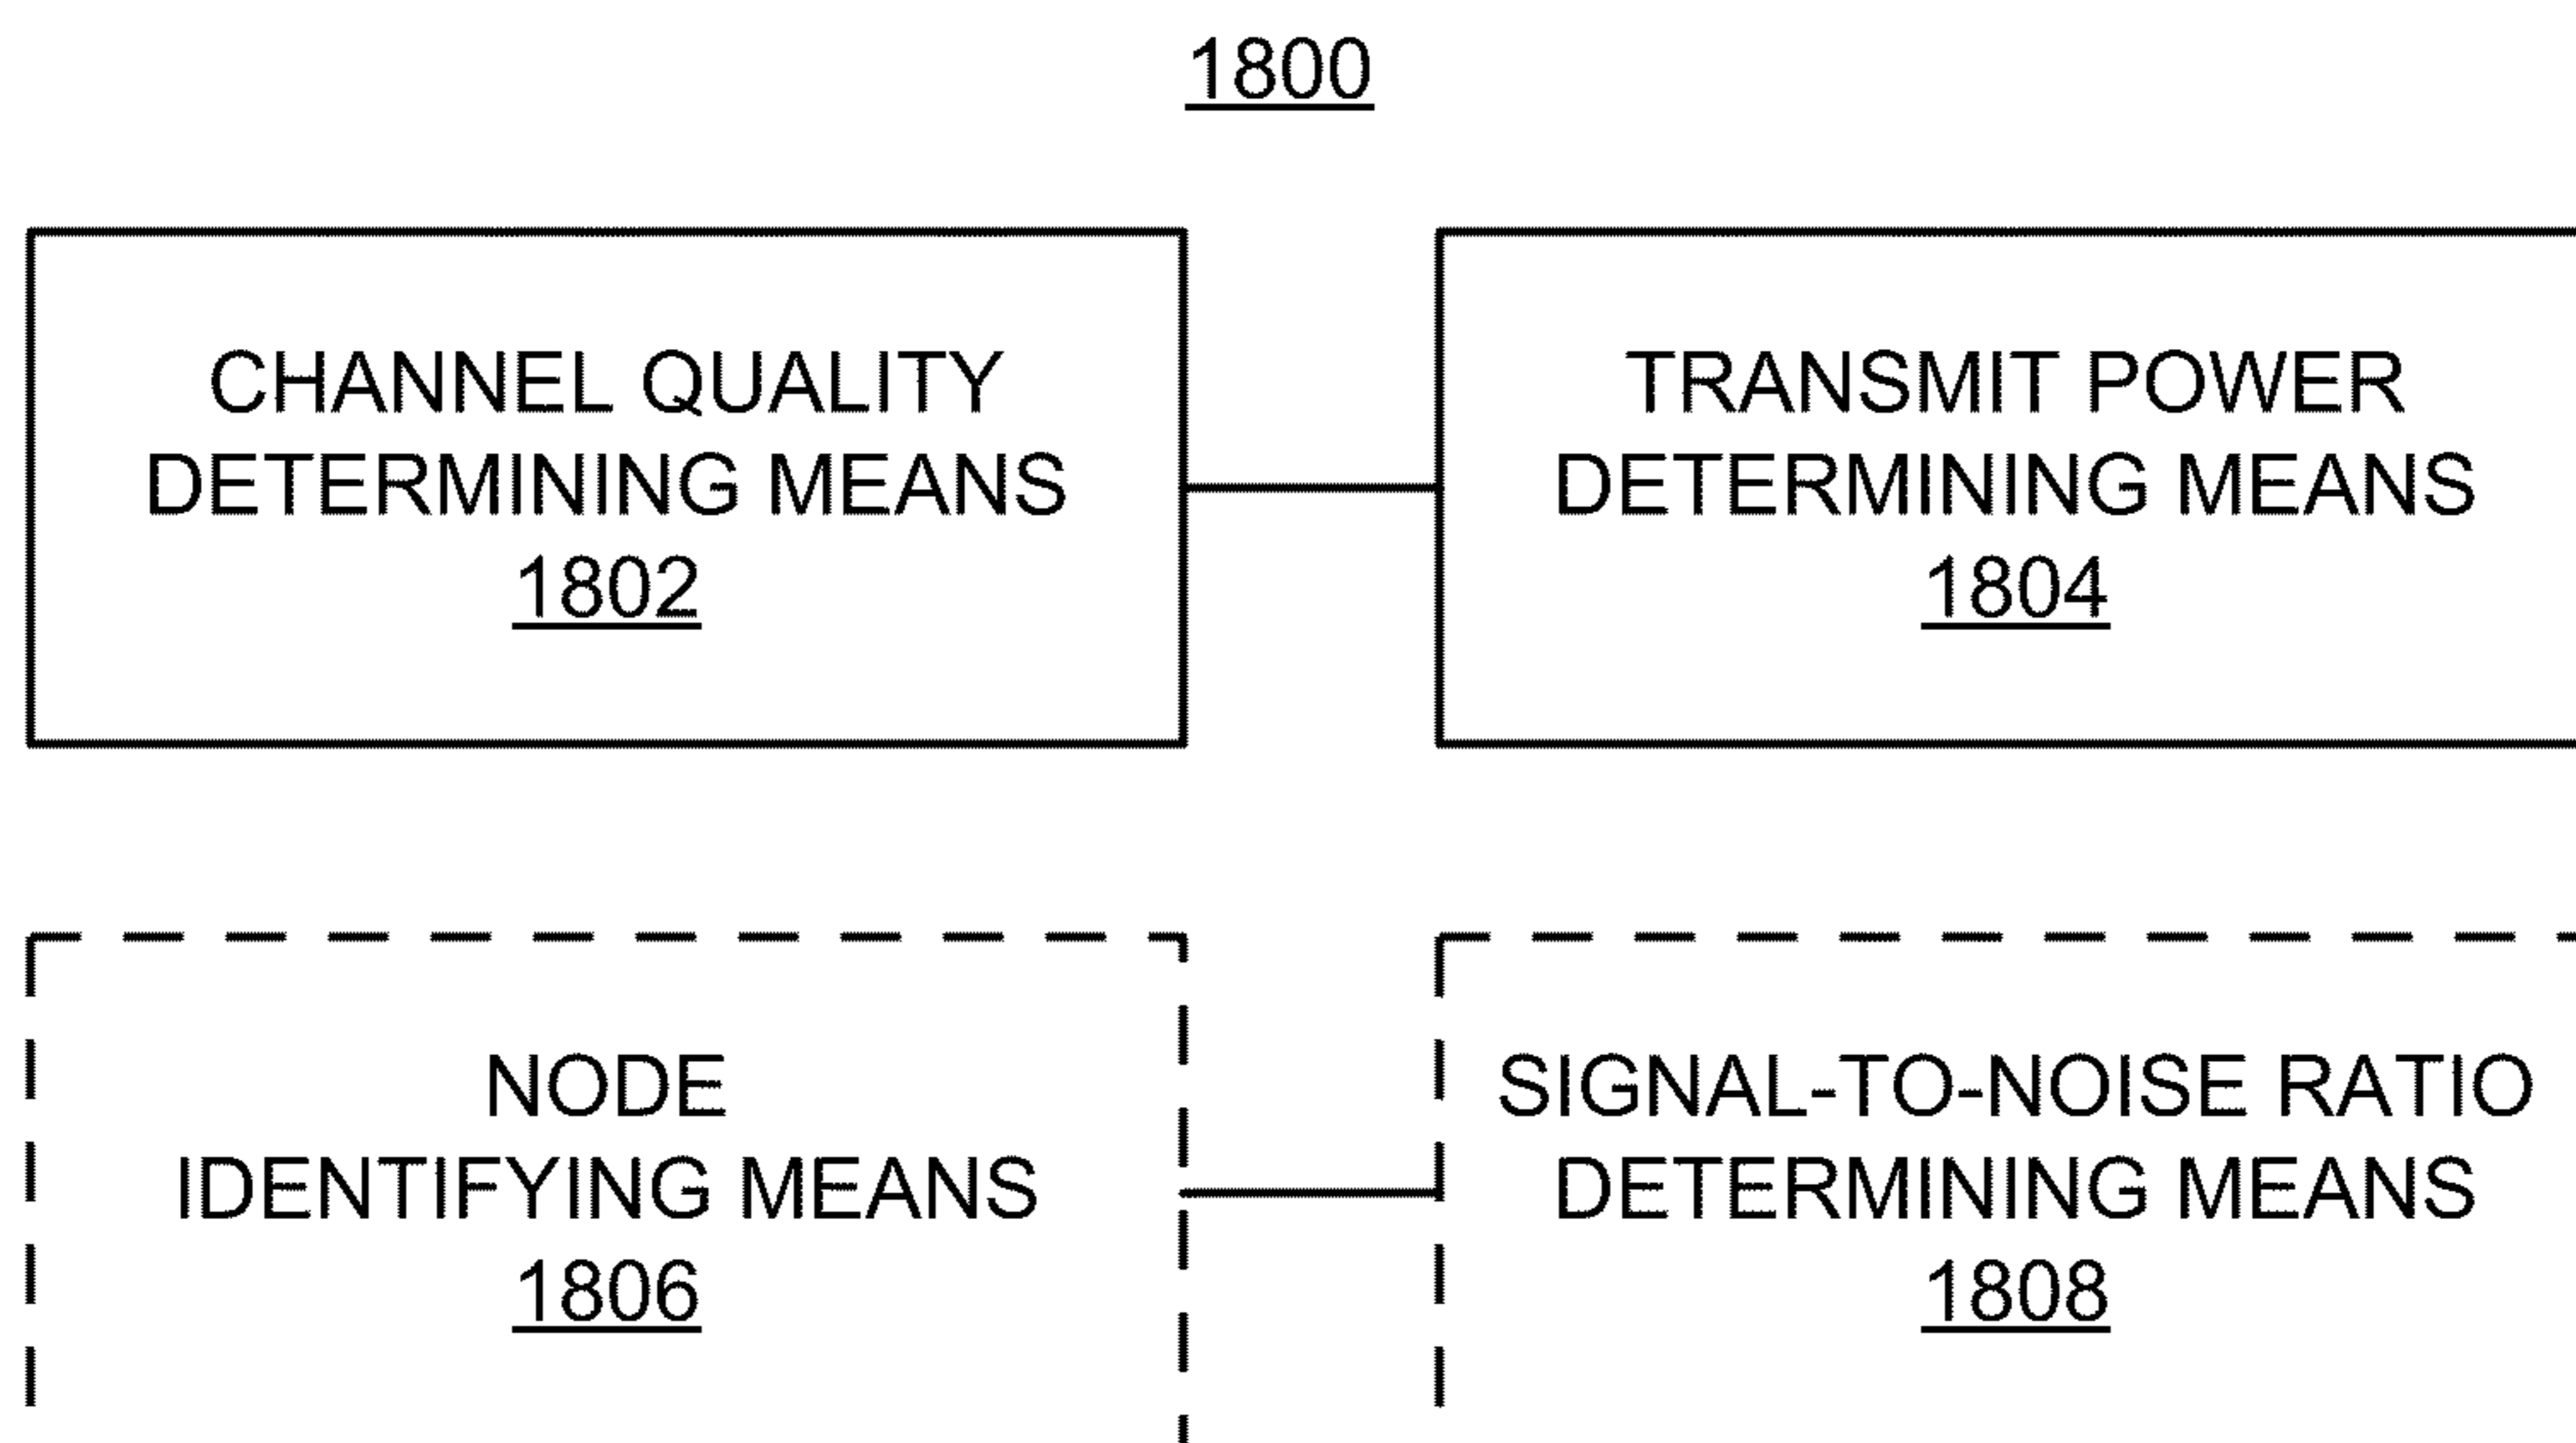 1800
CHANNEL QUALITY
DETERMINING MEANS
1802
TRANSMIT POWER
DETERMINING MEANS
1804
NODE
IDENTIFYING MEANS
1806
SIGNAL-TO-NOISE RATIO
DETERMINING MEANS
1808